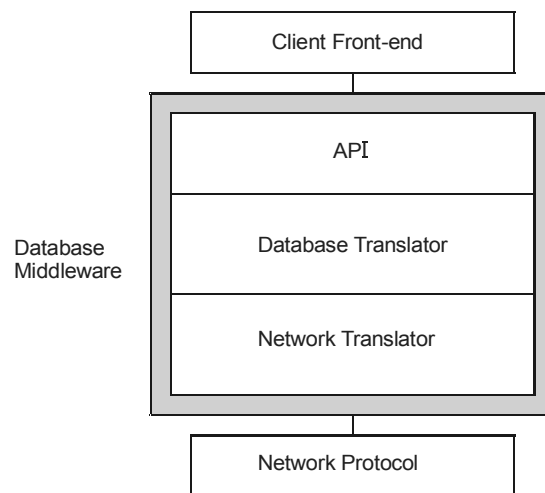 Client Front-end
API
Database Translator
Database
Middleware
Network Translator
Network Protocol